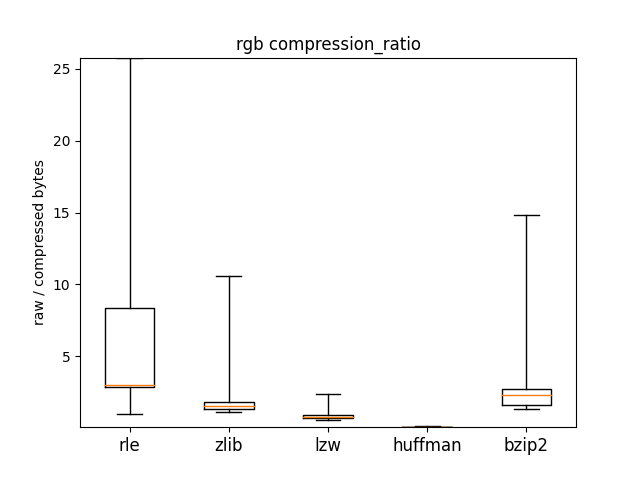 rgb compression_ratio
raw / compressed bytes
25
20
15
10
5
rle zlib lzw huffman bzip2